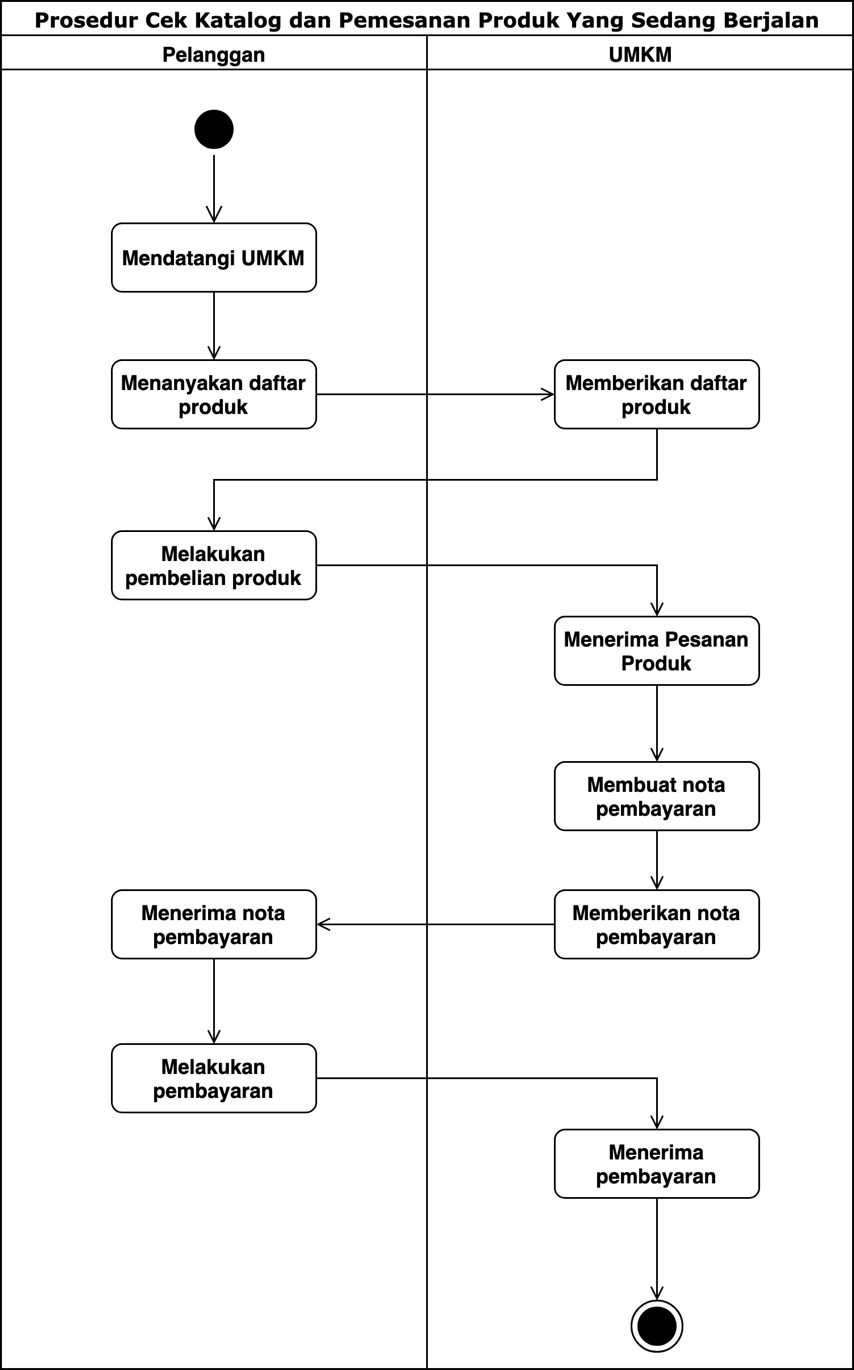 Prosedur Cek Katalog dan Pemesanan Produk Yang Sedang Berjalan
Pelanggan
UMKM
Mendatangi UMKM
Menanyakan daftar
produk
Memberikan daftar
produk
Melakukan
pembelian produk
Menerima Pesanan
Produk
Membuat nota
pembayaran
Memberikan nota
pembayaran
Menerima nota
pembayaran
Melakukan
pembayaran
Menerima
pembayaran